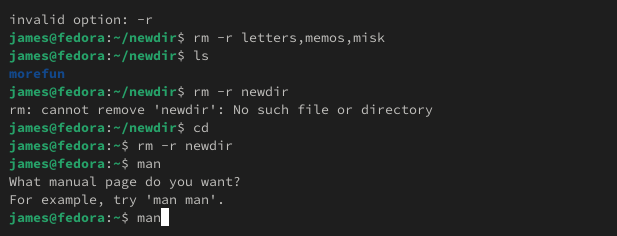 invalid option: -r
james@fedora:~/newdir$ rm -r letters,memos,misk
james@fedora:~/newdir$ ls
morefun
james@fedora:~/newdir$ rm -r newdir
rm: cannot remove 'newdir': No such file or directory
james@fedora:~/newdir$ cd
james@fedora:~$ rm -r newdir
james@fedora:~$ man
What manual page do you want?
For example, try 'man man'.
james@fedora:~$ man